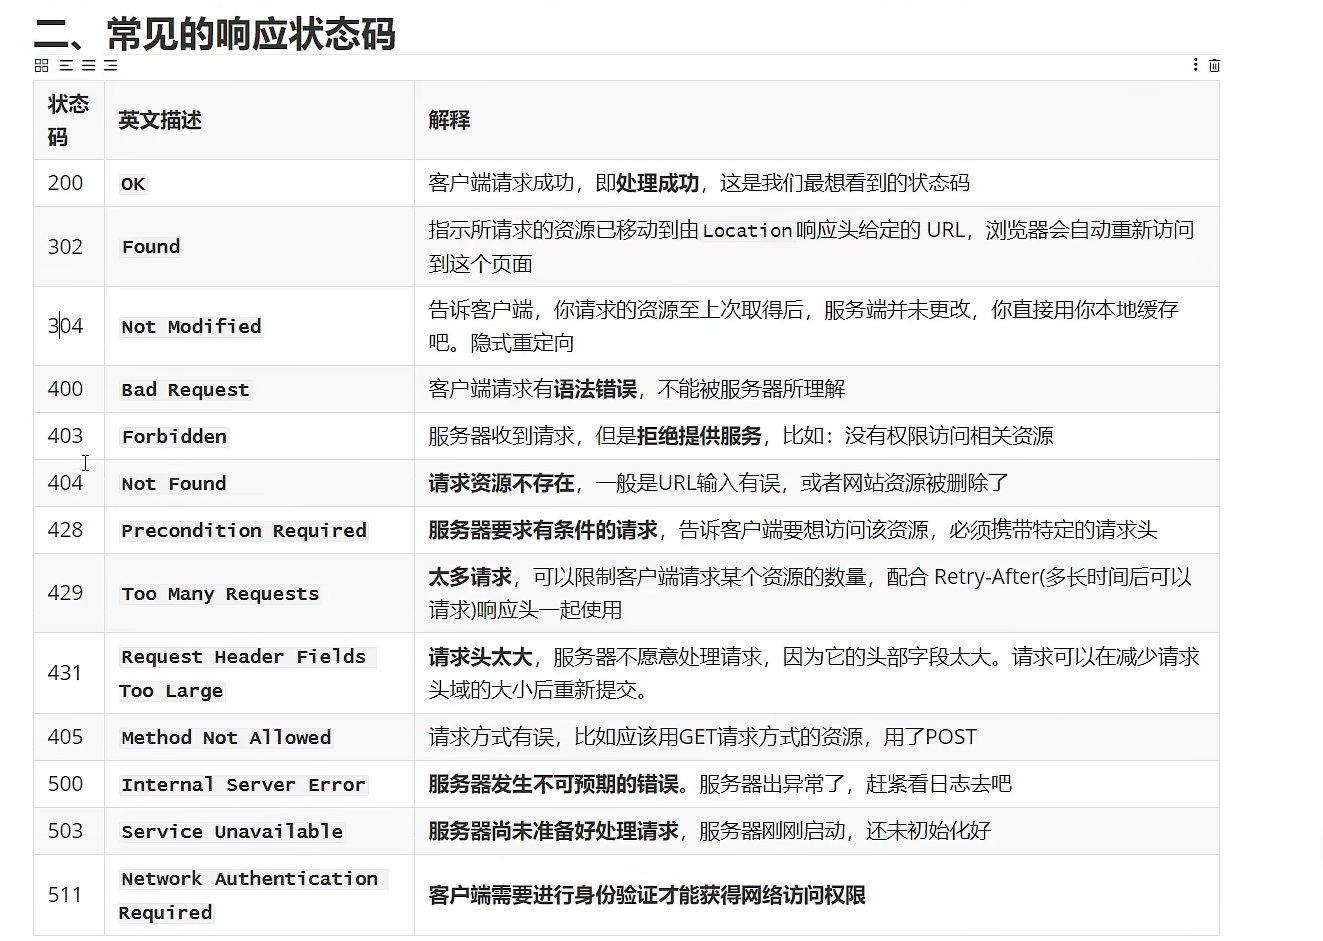 二、常见的响应状态码
状态
码
英文描述
解释
200
OK
客户端请求成功，即处理成功，这是我们最想看到的状态码
302
Found
指示所请求的资源已移动到由Location响应头给定的 URL，浏览器会自动重新访问
到这个页面
304
Not Modified
告诉客户端，你请求的资源至上次取得后，服务端并未更改，你直接用你本地缓存
吧。隐式重定向
400
Bad Request
客户端请求有语法错误，不能被服务器所理解
403
Forbidden
服务器收到请求，但是拒绝提供服务，比如：没有权限访问相关资源
404
Not Found
请求资源不存在，一般是URL输入有误，或者网站资源被删除了
428
Precondition Required
服务器要求有条件的请求，告诉客户端要想访问该资源，必须携带特定的请求头
429
Too Many Requests
太多请求，可以限制客户端请求某个资源的数量，配合 Retry-After(多长时间后可以
请求)响应头一起使用
431
Request Header Fields
Too Large
请求头太大，服务器不愿意处理请求，因为它的头部字段太大。请求可以在减少请求
头域的大小后重新提交。
405
Method Not Allowed
请求方式有误，比如应该用GET请求方式的资源，用了POST
500
Internal Server Error
服务器发生不可预期的错误。服务器出异常了，赶紧看日志去吧
503
Service Unavailable
服务器尚未准备好处理请求，服务器刚刚启动，还未初始化好
511
Network Authentication
Required
客户端需要进行身份验证才能获得网络访问权限